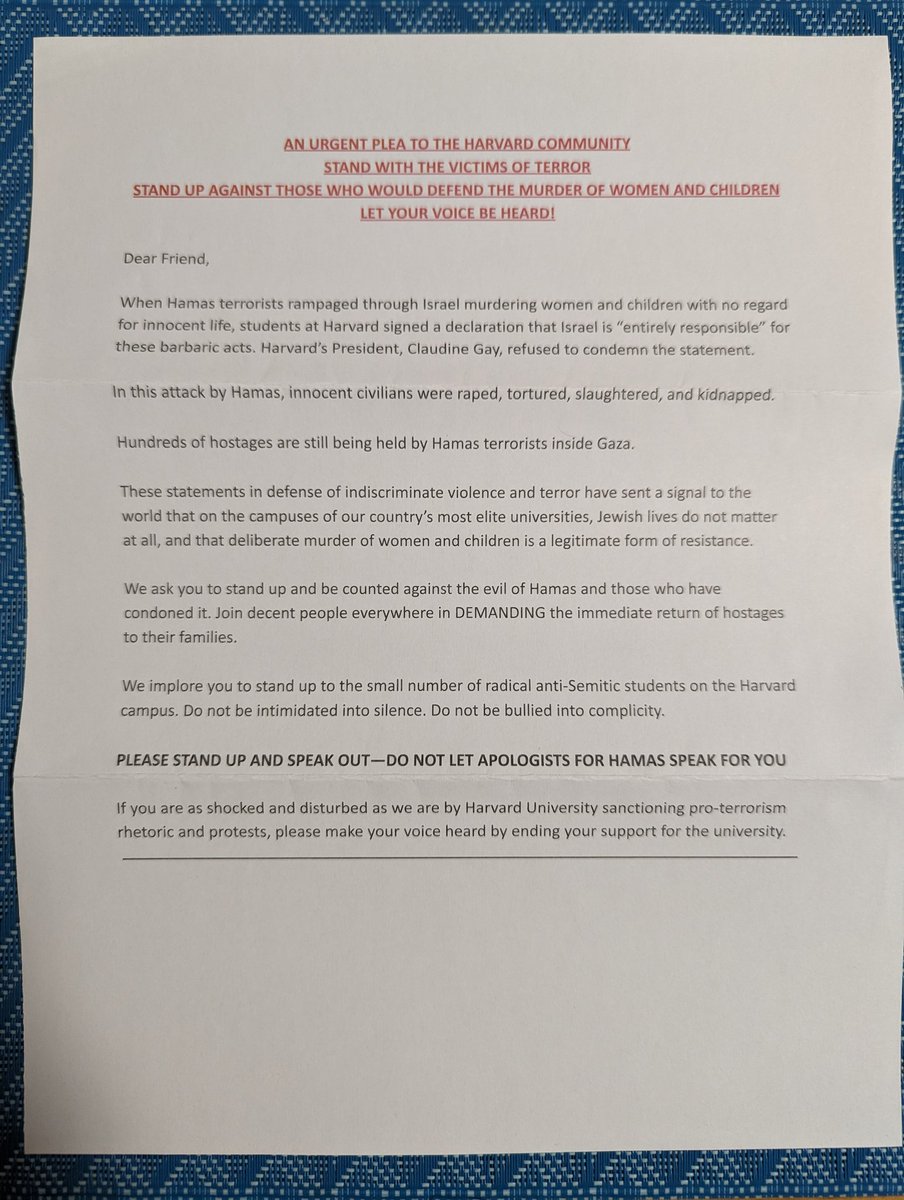 AN URGENT PLEA TO THE HARVARD COMMUNITY
STAND WITH THE VICTIMS OF TERROR
STAND UP AGAINST THOSE WHO WOULD DEFEND THE MURDER OF WOMEN AND CHILDREN
LET YOUR VOICE BE HEARD!
Dear Friend,
When Hamas terrorists rampaged through Israel murdering women and children with no regard
for innocent life, students at Harvard signed a declaration that Israel is “entirely responsible” for
these barbaric acts. Harvard’s President, Claudine Gay, refused to condemn the statement.
In this attack by Hamas, innocent civilians were raped, tortured, slaughtered, and kidnapped.
Hundreds of hostages are still being held by Hamas terrorists inside Gaza.
These statements in defense of indiscriminate violence and terror have sent a signal to the
world that on the campuses of our country’s most elite universities, Jewish lives do not matter
at all, and that deliberate murder of women and children is a legitimate form of resistance.
We ask you to stand up and be counted against the evil of Hamas and those who have
condoned it. Join decent people everywhere in DEMANDING the immediate return of hostages
to their families.
We implore you to stand up to the small number of radical anti-Semitic students on the Harvard
campus. Do not be intimidated into silence. Do not be bullied into complicity.
PLEASE STAND UP AND SPEAK OUT—DO NOT LET APOLOGISTS FOR HAMAS SPEAK FOR YOU
If you are as shocked and disturbed as we are by Harvard University sanctioning pro-terrorism
rhetoric and protests, please make your voice heard by ending your support for the university.